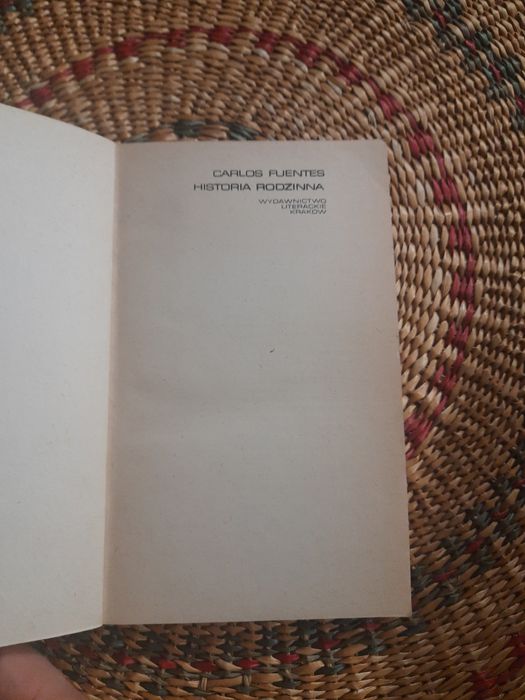 CARLOS FUENTES
HISTORIA RODZINNA
WYDAWNICTWO
LITERACKIE
KRAKÓW